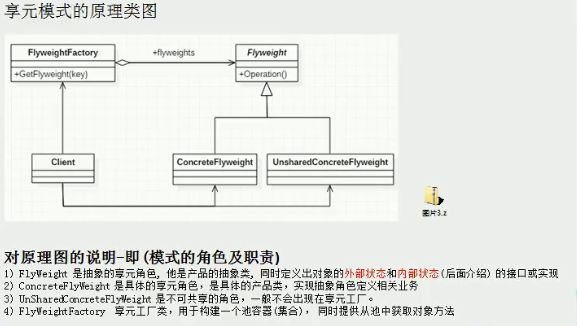 享元模式的原理类图
FlyweightFactory
+GetFlyweight(key)
+flyweights
Flyweight
+Operation()
Client
ConcreteFlyweight
UnsharedConcreteFlyweight
图片3.z
对原理图的说明-即(模式的角色及职责)
1) FlyWeight 是抽象的享元角色, 他是产品的抽象类, 同时定义出对象的外部状态和内部状态(后面介绍) 的接口或实现
2) ConcreteFlyWeight 是具体的享元角色，是具体的产品类，实现抽象角色定义相关业务
3) UnSharedConcreteFlyWeight 是不可共享的角色，一般不会出现在享元工厂。
4) FlyWeightFactory 享元工厂类，用于构建一个池容器(集合)， 同时提供从池中获取对象方法